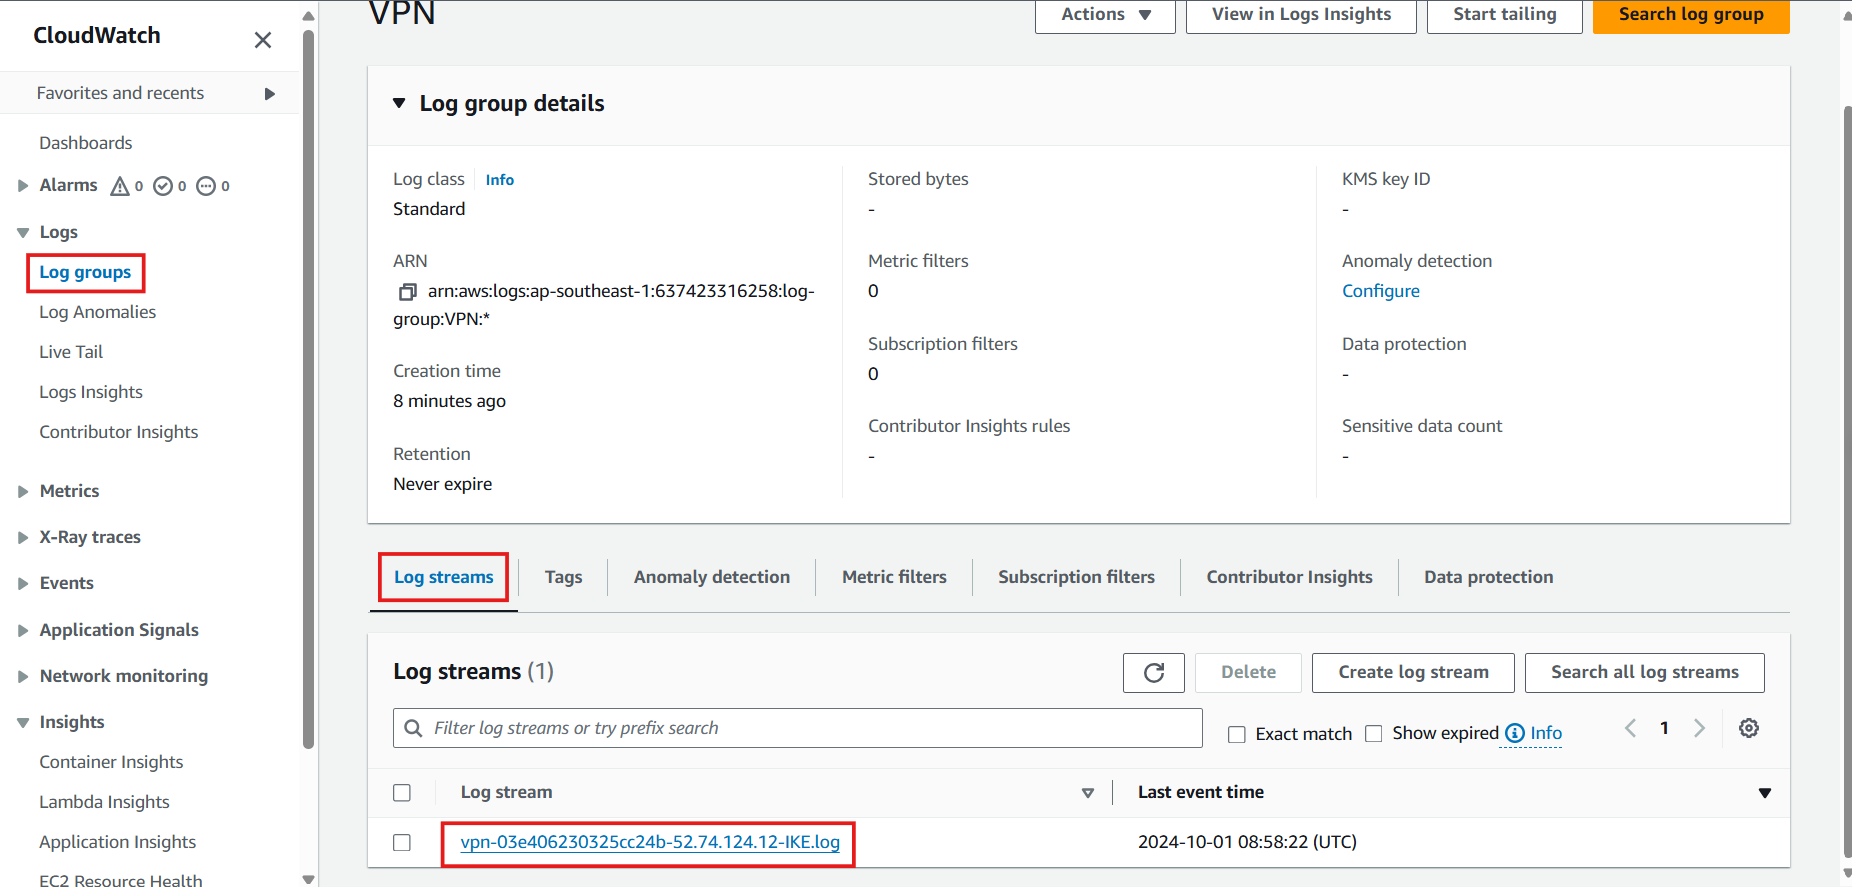 CloudWatch
Favorites and recents
Dashboards
Alarms 0 0 0
Logs
Log groups
Log Anomalies
Live Tail
Logs Insights
Contributor Insights
Metrics
X-Ray traces
Events
Application Signals
Network monitoring
Insights
Container Insights
Lambda Insights
Application Insights
EC2 Resource Health
VPN
Actions View in Logs Insights Start tailing Search log group
Log group details
Log class Info
Standard
ARN
arn:aws:logs:ap-southeast-1:637423316258:log-
group:VPN:*
Creation time
8 minutes ago
Retention
Never expire
Stored bytes
-
Metric filters
0
Subscription filters
0
Contributor Insights rules
-
KMS key ID
-
Anomaly detection
Configure
Data protection
-
Sensitive data count
-
Log streams Tags Anomaly detection Metric filters Subscription filters Contributor Insights Data protection
Log streams (1)
Delete Create log stream Search all log streams
Filter log streams or try prefix search
Exact match Show expired Info 1
Log stream Last event time
vpn-03e406230325cc24b-52.74.124.12-IKE.log 2024-10-01 08:58:22 (UTC)